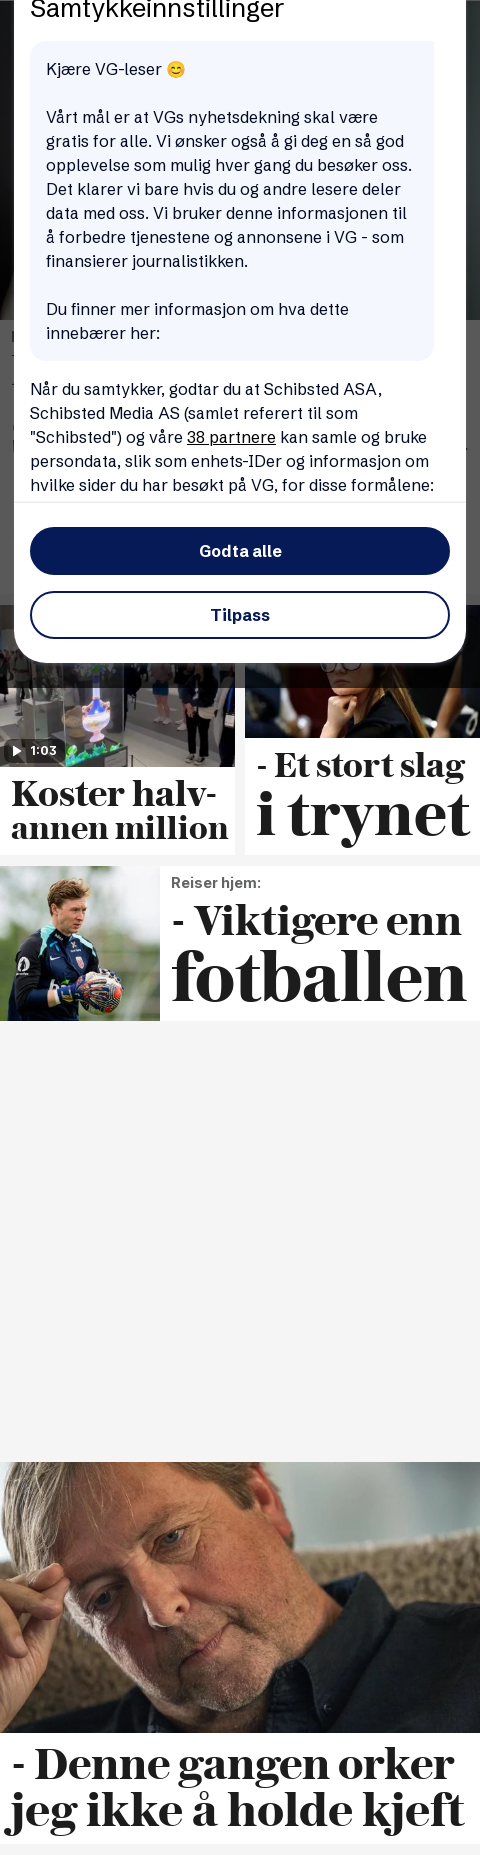 Samtykkeinnstillinger
Kjære VG-leser 😊
Vårt mål er at VGs nyhetsdekning skal være
gratis for alle. Vi ønsker også å gi deg en så god
opplevelse som mulig hver gang du besøker oss.
Det klarer vi bare hvis du og andre lesere deler
data med oss. Vi bruker denne informasjonen til
å forbedre tjenestene og annonsene i VG - som
finansierer journalistikken.
Du finner mer informasjon om hva dette
innebærer her:
Når du samtykker, godtar du at Schibsted ASA,
Schibsted Media AS (samlet referert til som
"Schibsted") og våre 38 partnere kan samle og bruke
persondata, slik som enhets-IDer og informasjon om
hvilke sider du har besøkt på VG, for disse formålene:
Godta alle
Tilpass
1:03
Koster halv-
annen million
- Et stort slag
i trynet
Reiser hjem:
- Viktigere enn
fotballen
- Denne gangen orker
jeg ikke å holde kjeft